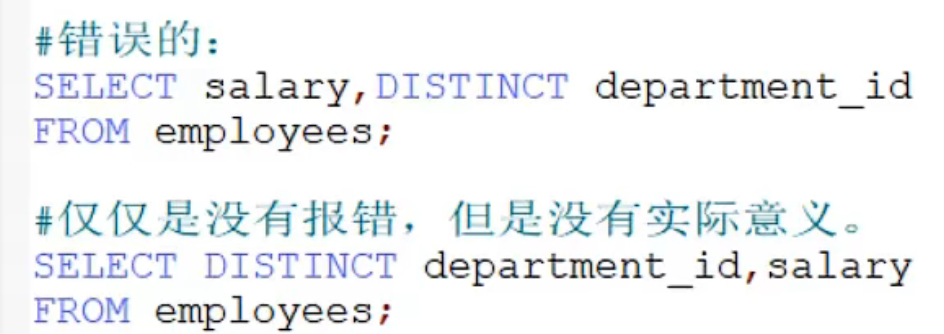 #错误的：
SELECT salary,DISTINCT department_id
FROM employees;
#仅仅是没有报错，但是没有实际意义。
SELECT DISTINCT department_id,salary
FROM employees;